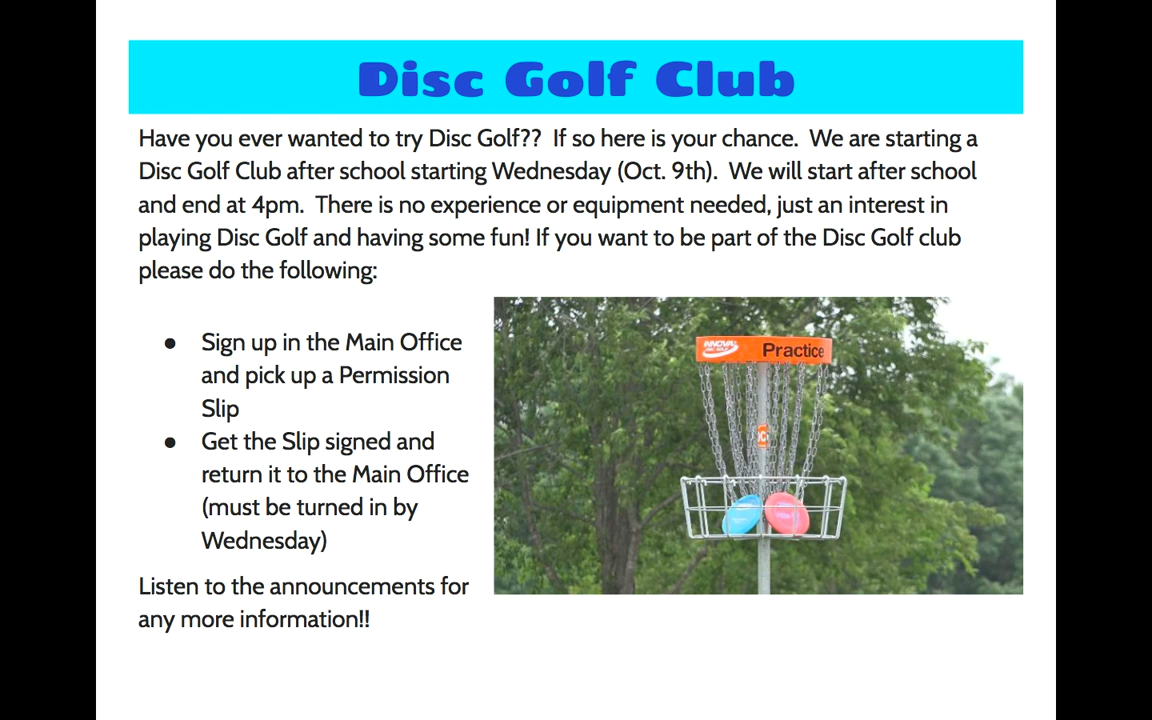 Disc Golf Club
Have you ever wanted to try Disc Golf??  If so here is your chance.  We are starting a
Disc Golf Club after school starting Wednesday (Oct. 9th).  We will start after school
and end at 4pm.  There is no experience or equipment needed, just an interest in
playing Disc Golf and having some fun! If you want to be part of the Disc Golf club
please do the following:
● Sign up in the Main Office
and pick up a Permission
Slip
● Get the Slip signed and
return it to the Main Office
(must be turned in by
Wednesday)
Listen to the announcements for
any more information!!
INNOVA
Practice